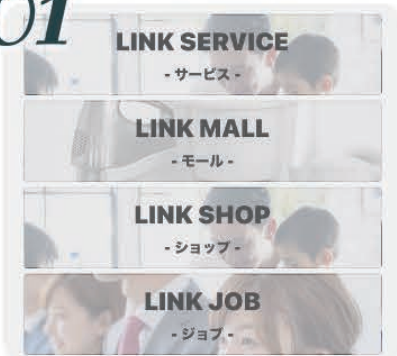 01
LINK SERVICE
- サービス -
LINK MALL
- モール -
LINK SHOP
- ショップ -
LINK JOB
- ジョブ -